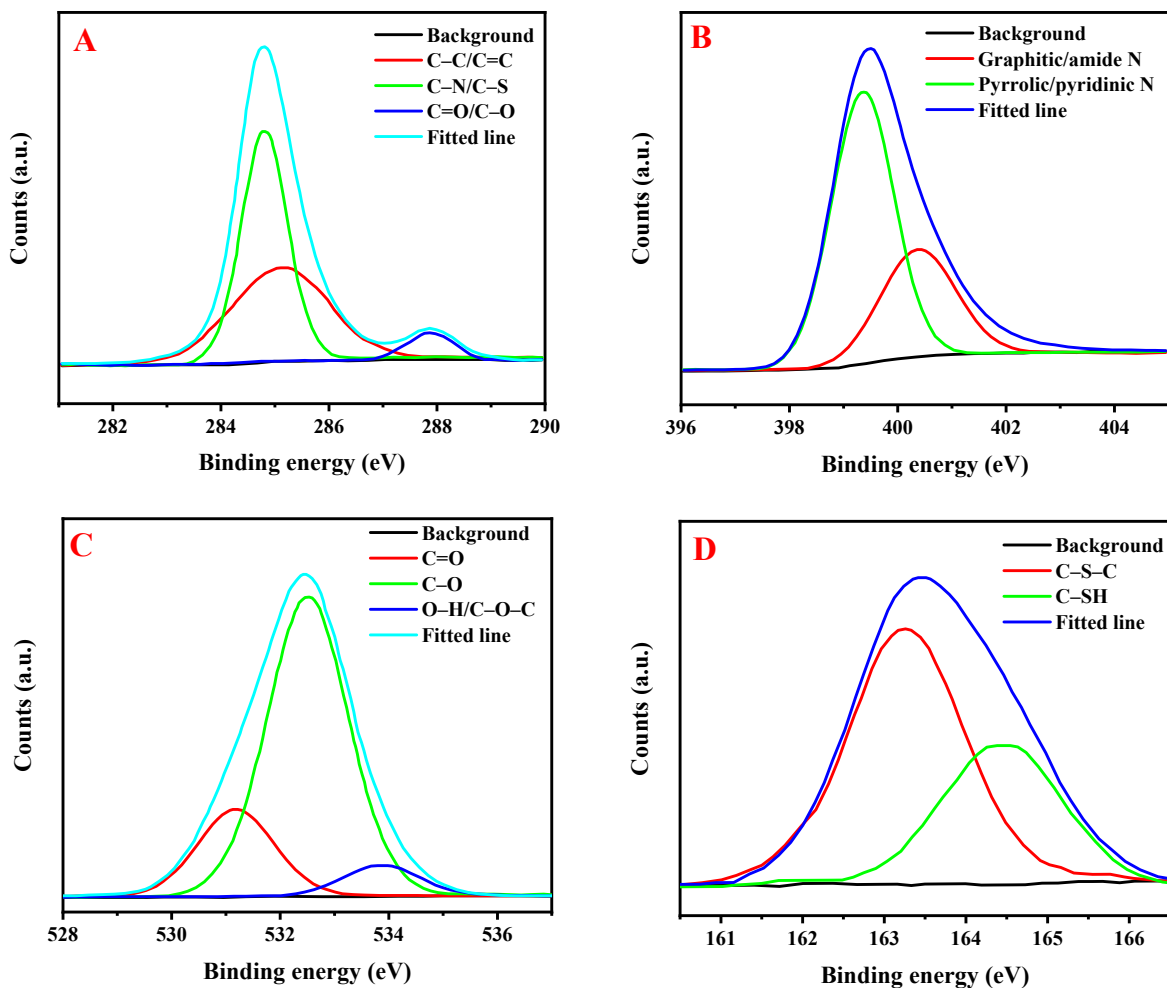 A
Background
C–C/C=C
C–N/C–S
C=O/C–O
Fitted line
Counts (a.u.)
282 284 286 288 290
Binding energy (eV)
B
Background
Graphitic/amide N
Pyrrolic/pyridinic N
Fitted line
Counts (a.u.)
396 398 400 402 404
Binding energy (eV)
C
Background
C=O
C–O
O–H/C–O–C
Fitted line
Counts (a.u.)
528 530 532 534 536
Binding energy (eV)
D
Background
C–S–C
C–SH
Fitted line
Counts (a.u.)
161 162 163 164 165 166
Binding energy (eV)